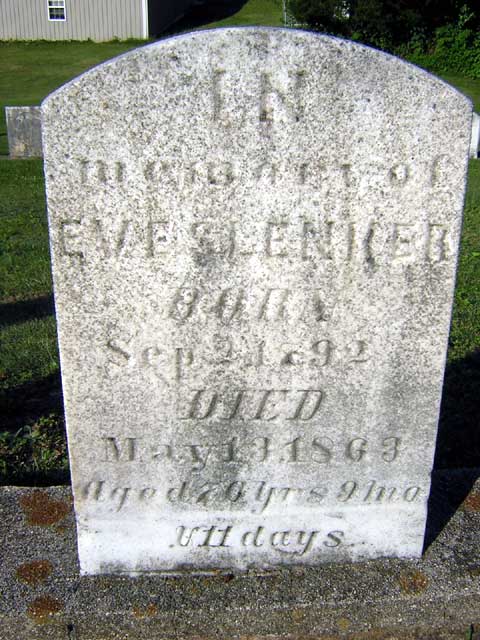 IN
memory of
EVE SLENKER
BORN
Sep 2 1792
DIED
May 13 1863
Aged 70 yrs 9 mo
& 11 days